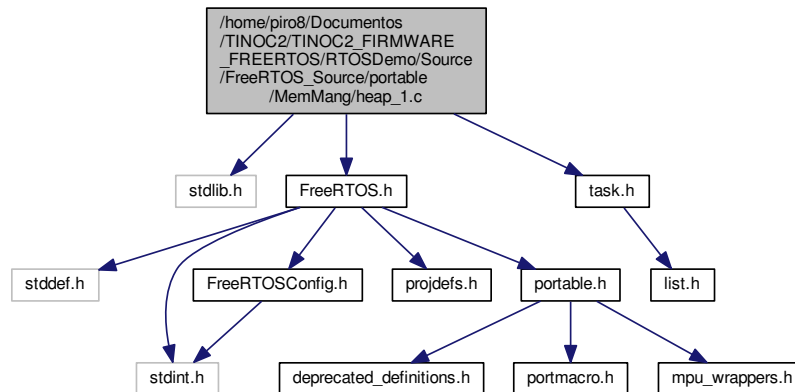 /home/piro8/Documentos
/TINOC2/TINOC2_FIRMWARE
_FREERTOS/RTOSDemo/Source
/FreeRTOS_Source/portable
/MemMang/heap_1.c
stdlib.h
FreeRTOS.h
task.h
stddef.h
FreeRTOSConfig.h
projdefs.h
portable.h
list.h
stdint.h
deprecated_definitions.h
portmacro.h
mpu_wrappers.h